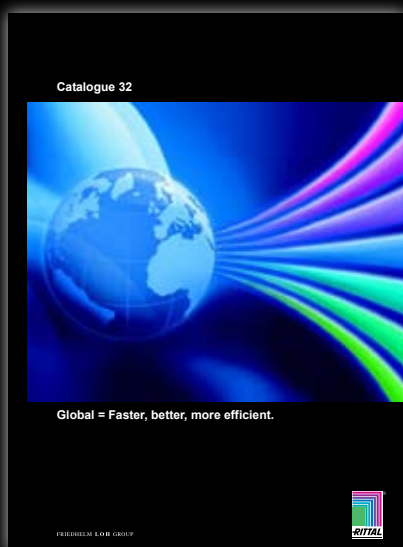 Catalogue 32
Global = Faster, better, more efficient.
FRIEDHELM LOH GROUP
RITTAL